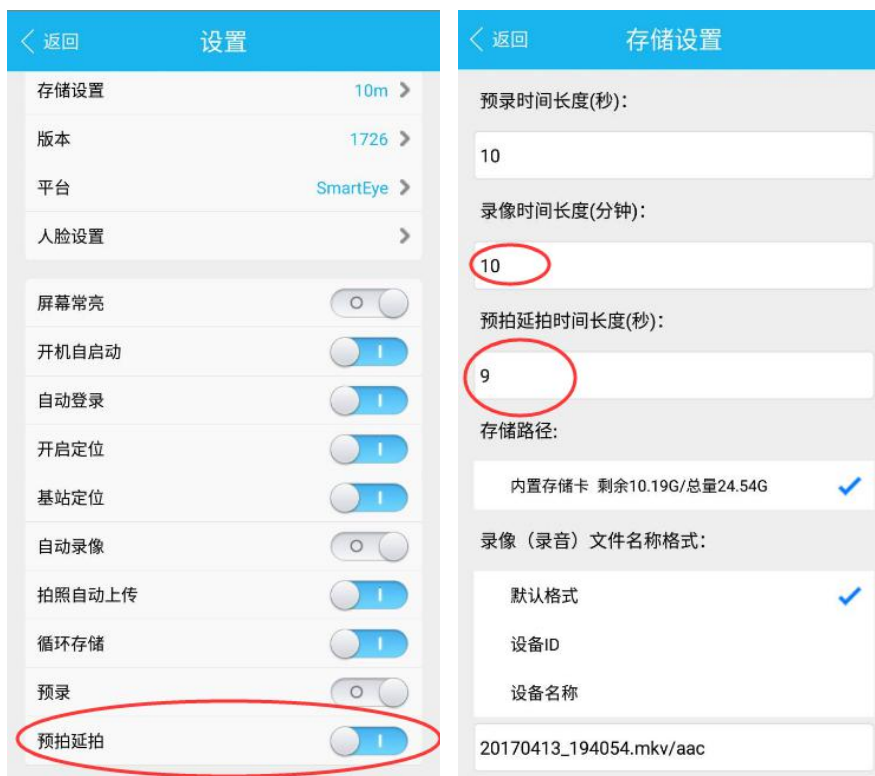 返回 设置
存储设置 10m
版本 1726
平台 SmartEye
人脸设置
屏幕常亮
开机自启动
自动登录
开启定位
基站定位
自动录像
拍照自动上传
循环存储
预录
预拍延拍
返回 存储设置
预录时间长度(秒):
10
录像时间长度(分钟):
10
预拍延拍时间长度(秒):
9
存储路径:
内置存储卡 剩余10.19G/总量24.54G
录像（录音）文件名称格式:
默认格式
设备ID
设备名称
20170413_194054.mkv/aac